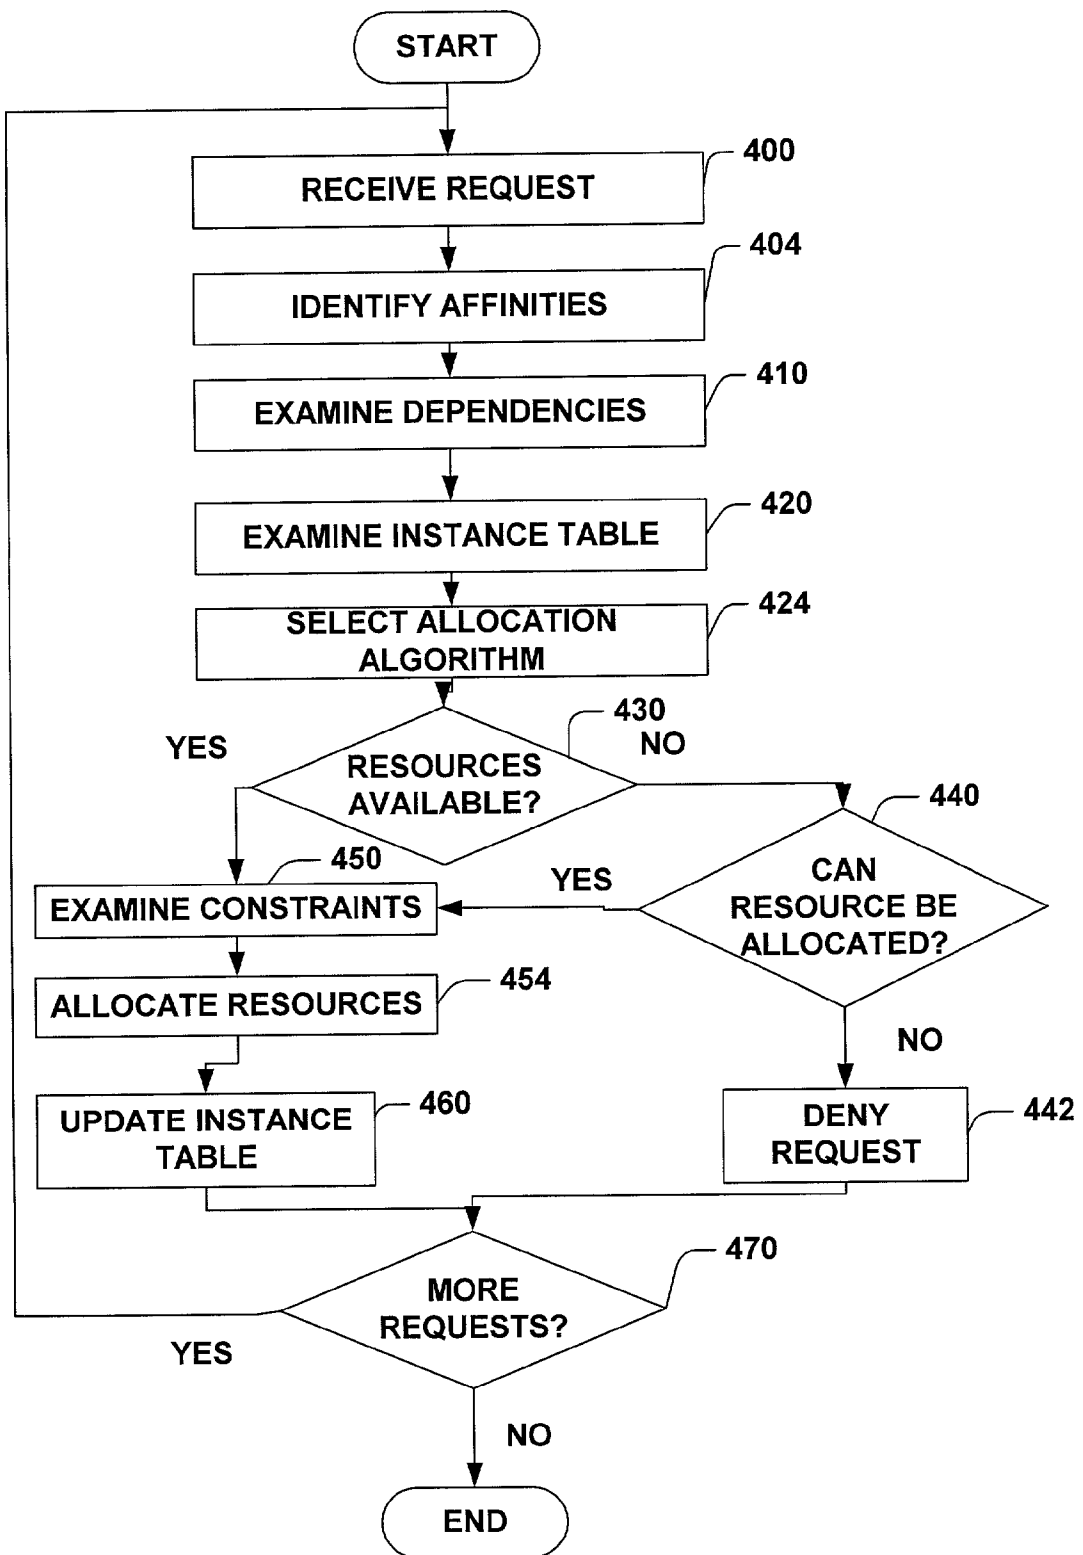 START
400
RECEIVE REQUEST
404
IDENTIFY AFFINITIES
410
EXAMINE DEPENDENCIES
420
EXAMINE INSTANCE TABLE
424
SELECT ALLOCATION
ALGORITHM
430
YES
NO
RESOURCES
AVAILABLE?
440
450
YES
CAN
RESOURCE BE
ALLOCATED?
EXAMINE CONSTRAINTS
454
ALLOCATE RESOURCES
NO
460
UPDATE INSTANCE
TABLE
442
DENY
REQUEST
470
MORE
REQUESTS?
YES
NO
END